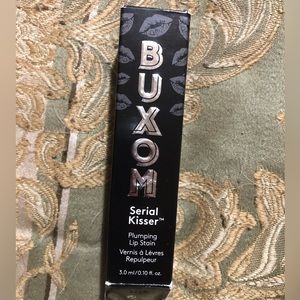 BUXOM
Serial
Kisser™
Plumping
Lip Stain
Vernis à Lèvres
Repulpeur
3.0 ml/0.10 fl. oz.